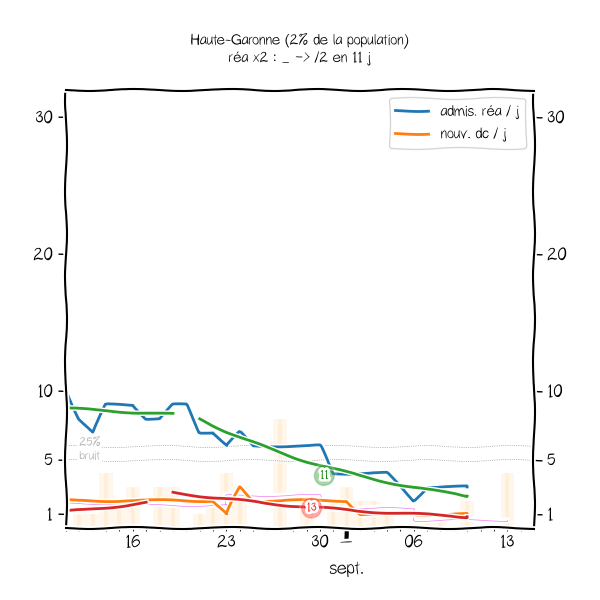 Haute-Garonne (2% de la population)
réa x2 : _ -> /2 en 11 j
admis. réa / j
nouv. dc / j
30 30
20 20
10 10
25%
bruit
5 5
11
13
1 1
16 23 30 _ 06 13
sept.